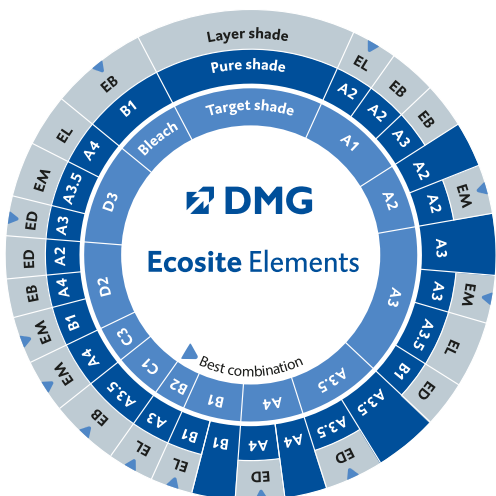 Layer shade
EL
EB
EB
EM
EM
EL
ED
ED
ED
EL
EL
EB
EM
EM
EB
ED
ED
EM
EL
EB
Pure shade
A2
A2
A3
A2
A2
A3
A3
A3.5
B1
A3.5
A3.5
A4
A4
B1
B1
A3
A3.5
A4
B1
A4
A2
A3
A3.5
A4
B1
Target shade
A1
A2
A3
A3.5
A4
B1
B2
C1
C3
D2
D3
Bleach
DMG
Ecosite Elements
Best combination